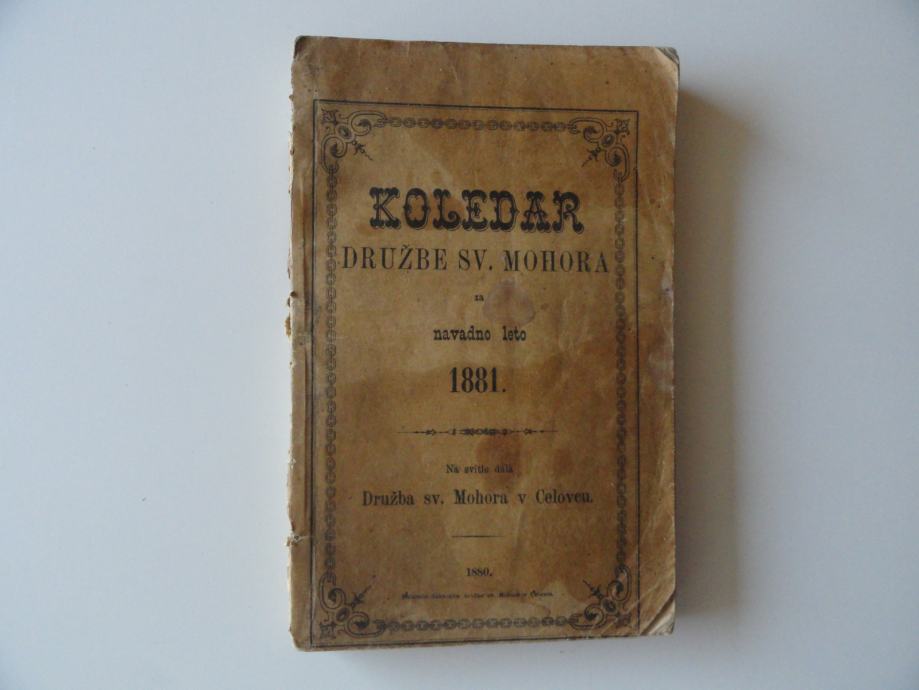 KOLEDAR
DRUŽBE SV. MOHORA
za
navadno leto
1881.
Na svitlo dala
Družba sv. Mohora v Celovcu.
1880.